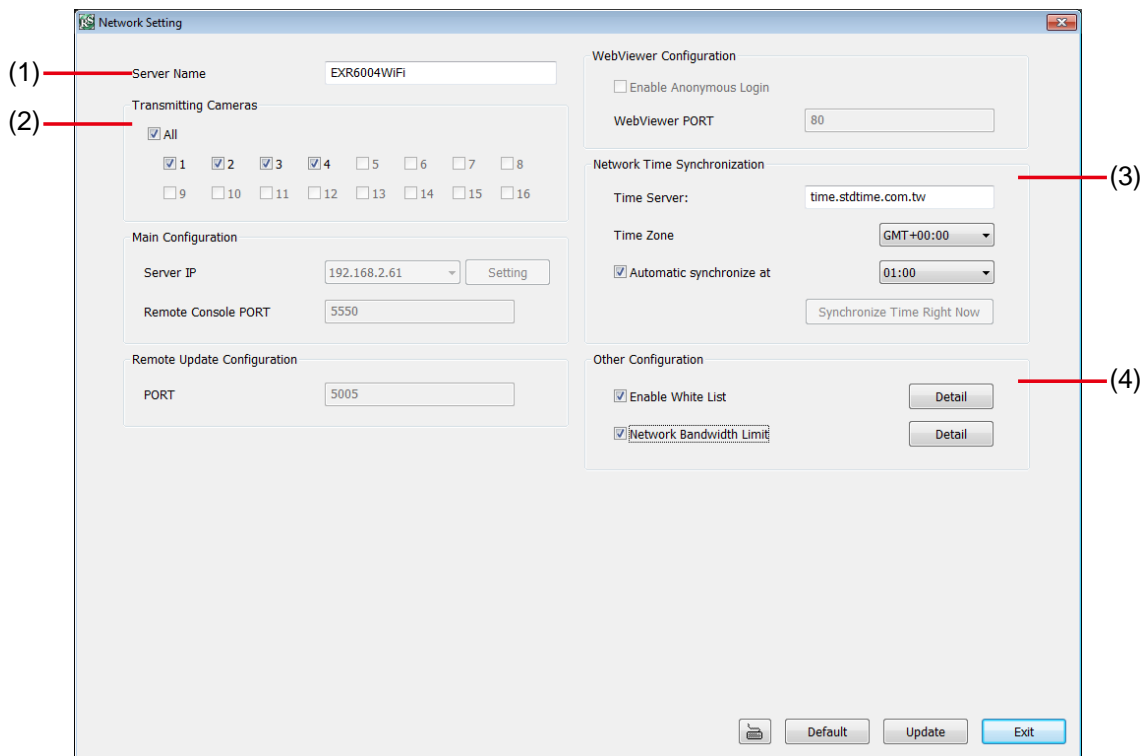 Network Setting
(1)
Server Name
EXR6004WiFi
(2)
Transmitting Cameras
All
1 2 3 4 5 6 7 8
9 10 11 12 13 14 15 16
Main Configuration
Server IP 192.168.2.61 Setting
Remote Console PORT 5550
Remote Update Configuration
PORT 5005
WebViewer Configuration
Enable Anonymous Login
WebViewer PORT 80
Network Time Synchronization
(3)
Time Server: time.stdtime.com.tw
Time Zone GMT+00:00
Automatic synchronize at 01:00
Synchronize Time Right Now
Other Configuration
(4)
Enable White List Detail
Network Bandwidth Limit Detail
Default Update Exit